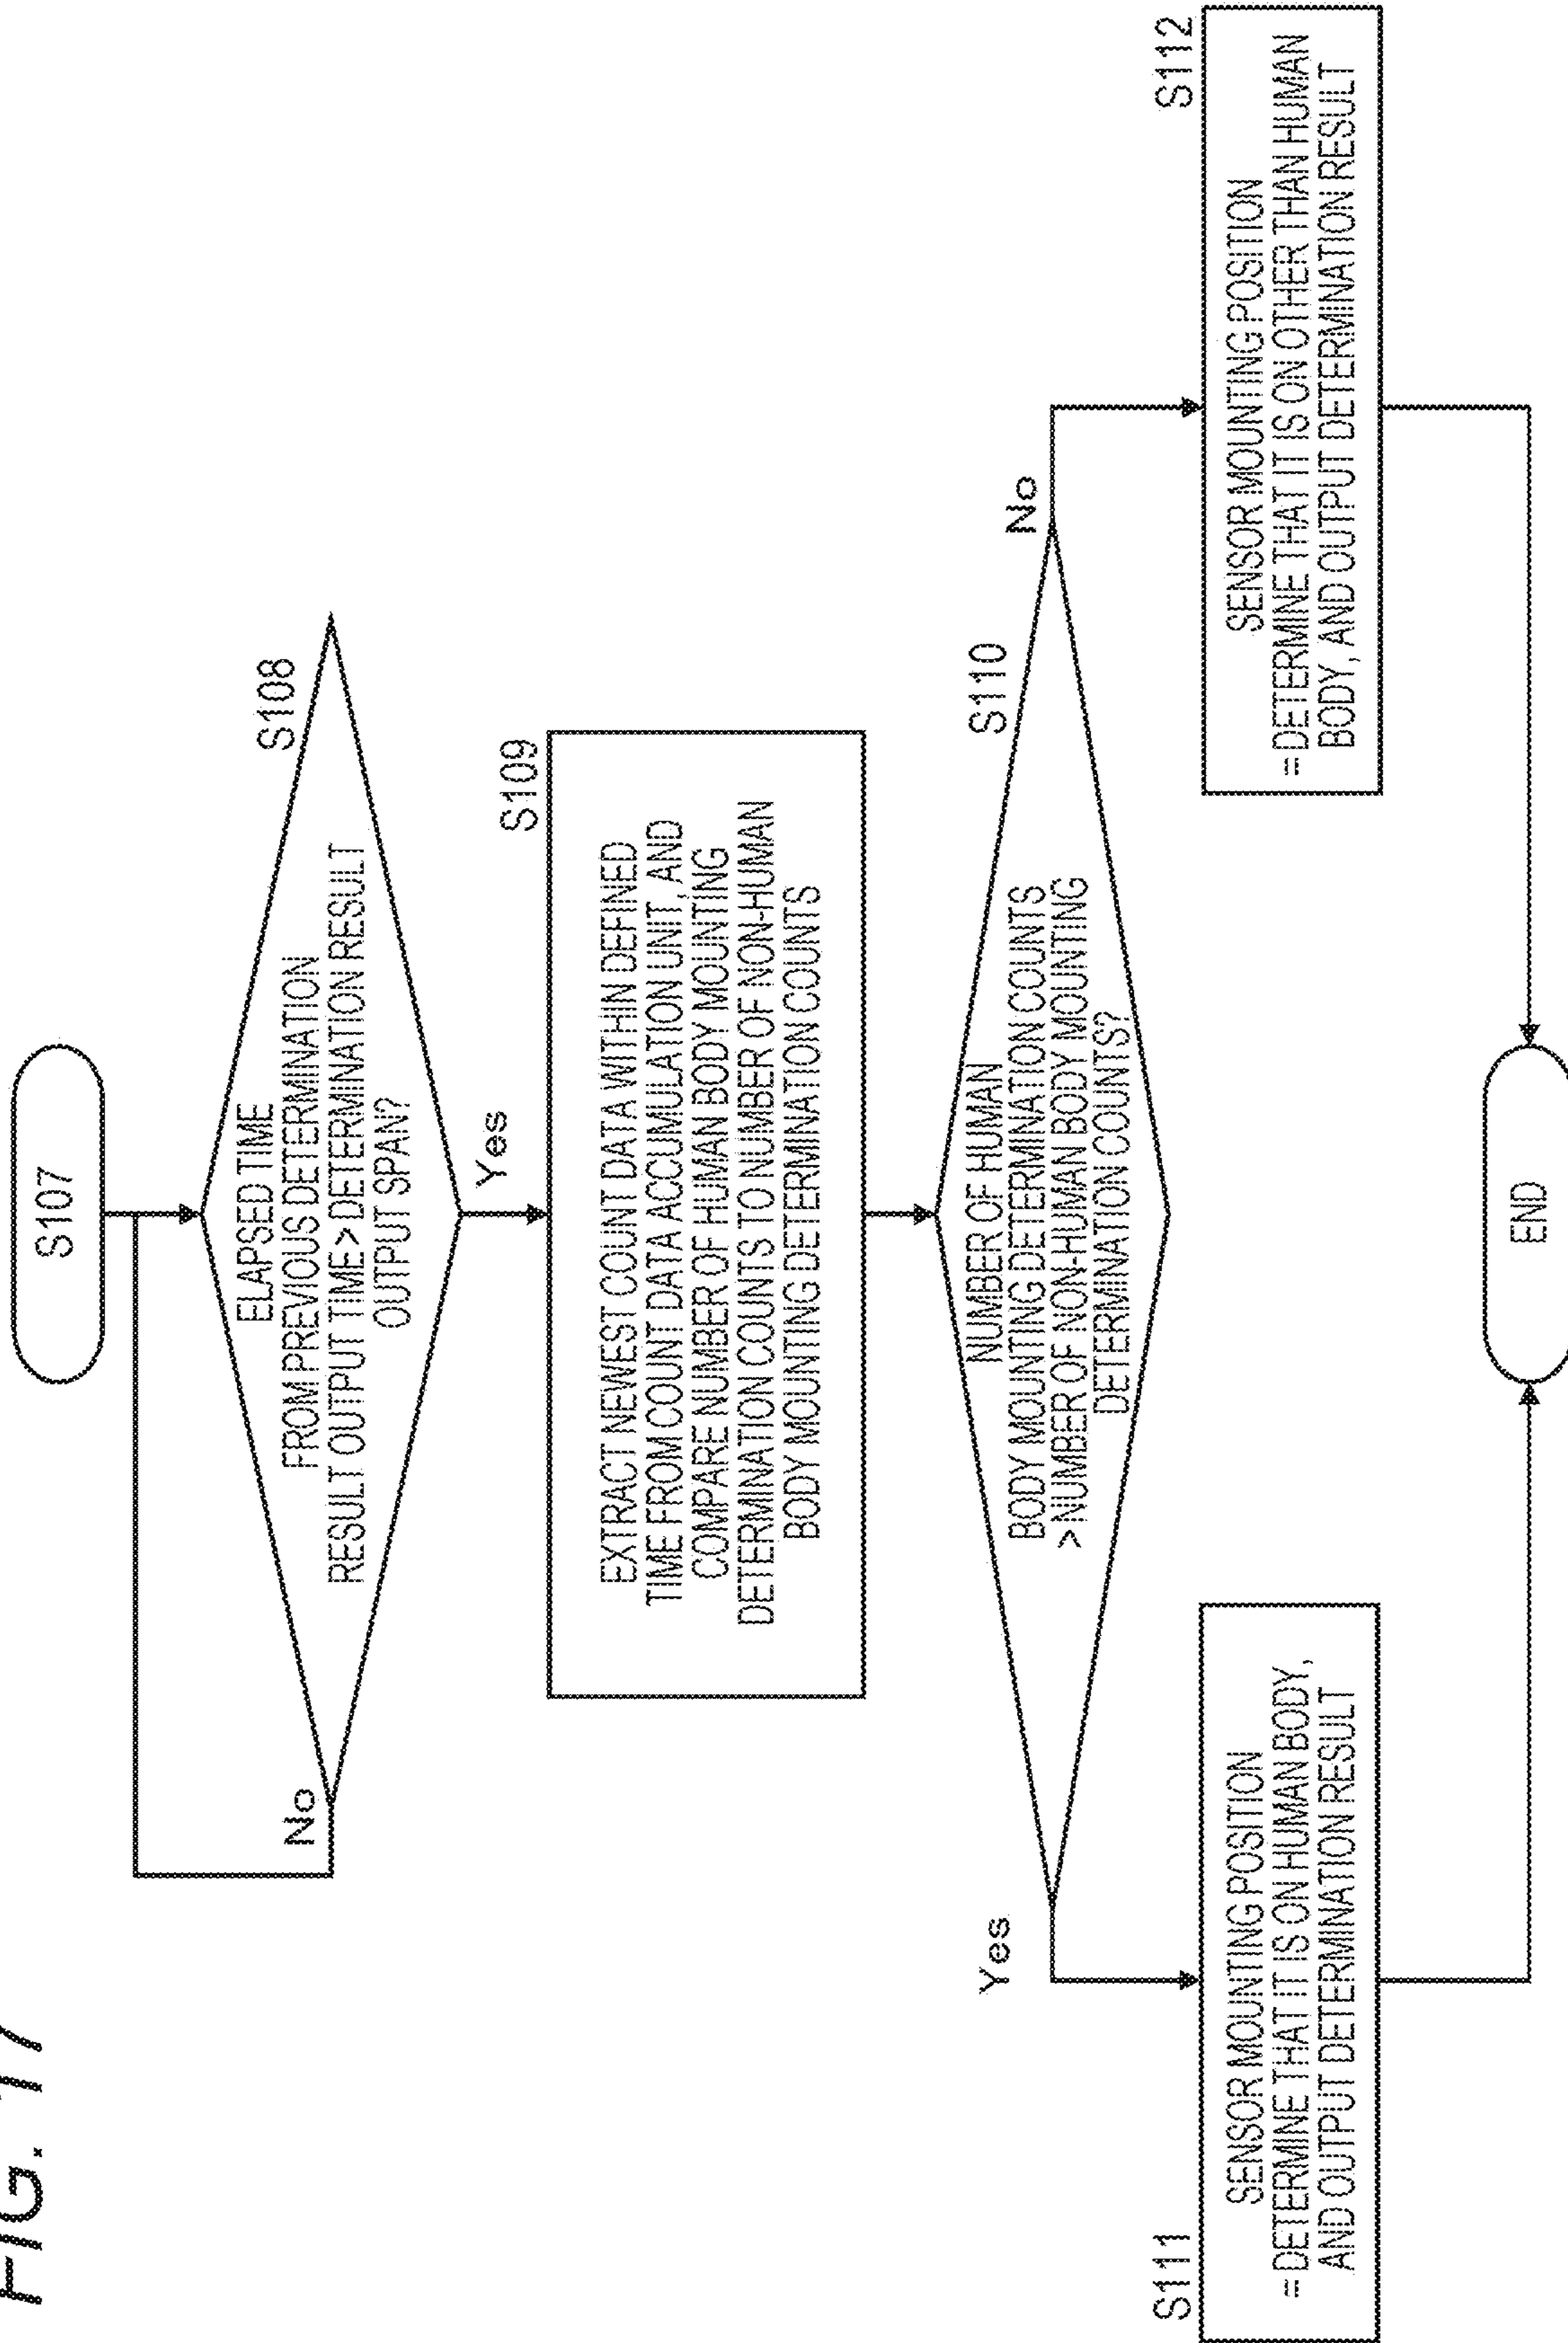 FIG. 17
S107
S108
ELAPSED TIME
FROM PREVIOUS DETERMINATION
RESULT OUTPUT TIME > DETERMINATION RESULT
OUTPUT SPAN?
No
Yes
S109
EXTRACT NEWEST COUNT DATA WITHIN DEFINED
TIME FROM COUNT DATA ACCUMULATION UNIT, AND
COMPARE NUMBER OF HUMAN BODY MOUNTING
DETERMINATION COUNTS TO NUMBER OF NON-HUMAN
BODY MOUNTING DETERMINATION COUNTS
S110
NUMBER OF HUMAN
BODY MOUNTING DETERMINATION COUNTS
> NUMBER OF NON-HUMAN BODY MOUNTING
DETERMINATION COUNTS?
Yes
No
S111
SENSOR MOUNTING POSITION
= DETERMINE THAT IT IS ON HUMAN BODY,
AND OUTPUT DETERMINATION RESULT
S112
SENSOR MOUNTING POSITION
= DETERMINE THAT IT IS ON OTHER THAN HUMAN
BODY, AND OUTPUT DETERMINATION RESULT
END